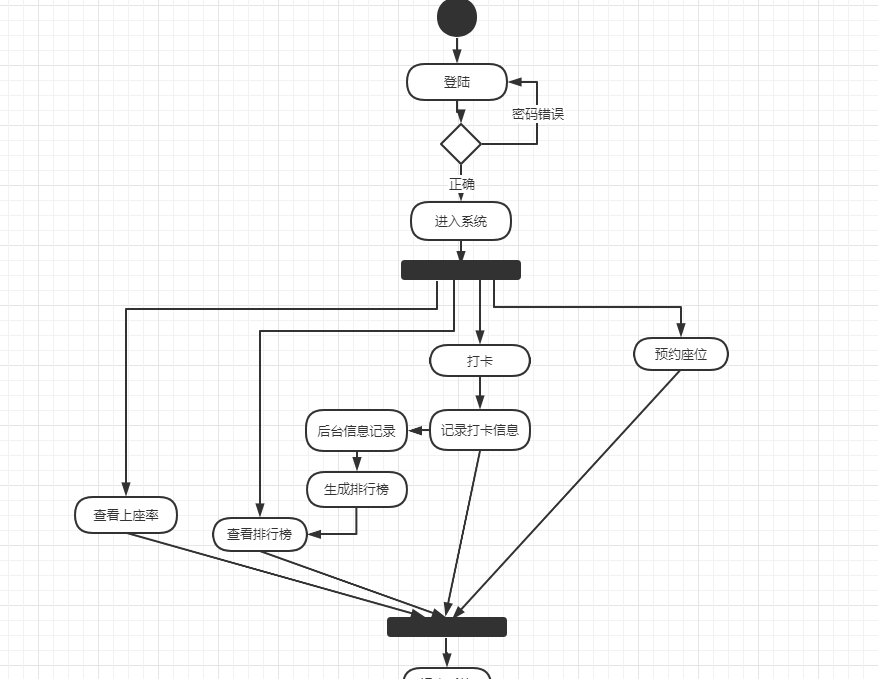 登陆
密码错误
正确
进入系统
打卡
预约座位
后台信息记录
记录打卡信息
生成排行榜
查看上座率
查看排行榜